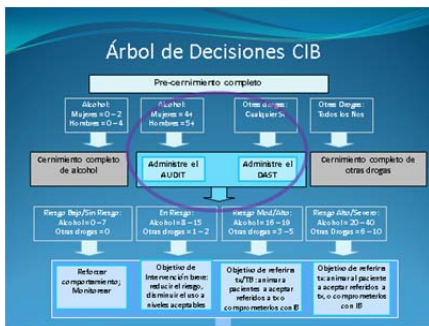 Árbol de Decisiones CIB
Pre-cernimiento completo
Alcohol:
Mujeres = 0 – 2
Hombres = 0 – 4
Alcohol:
Mujeres = 4+
Hombres = 5+
Otras drogas:
Cualquier Sí
Otras Drogas:
Todos los Nos
Cernimiento completo
de alcohol
Administre el
AUDIT
Administre el
DAST
Cernimiento completo de
otras drogas
Riesgo Bajo/Sin Riesgo:
Alcohol = 0 – 7
Otras drogas = 0
En Riesgo:
Alcohol = 8 – 15
Otras drogas = 1 – 2
Riesgo Mod/Alto:
Alcohol = 16 – 19
Otras drogas = 3 – 5
Riesgo Alto/Severo:
Alcohol = 20 – 40
Otras drogas = 6 – 10
Reforzar
comportamiento;
Monitorear
Objetivo de
Intervención breve:
reducir el riesgo,
disminuir el uso a
niveles aceptables
Objetivo de referir a
tx/TB: animar a
pacientes a aceptar
referidos a tx o
comprometerlos con IB
Objetivo de referir a
tx: animar al paciente
a aceptar referidos a
tx, o comprometerlos
con IB